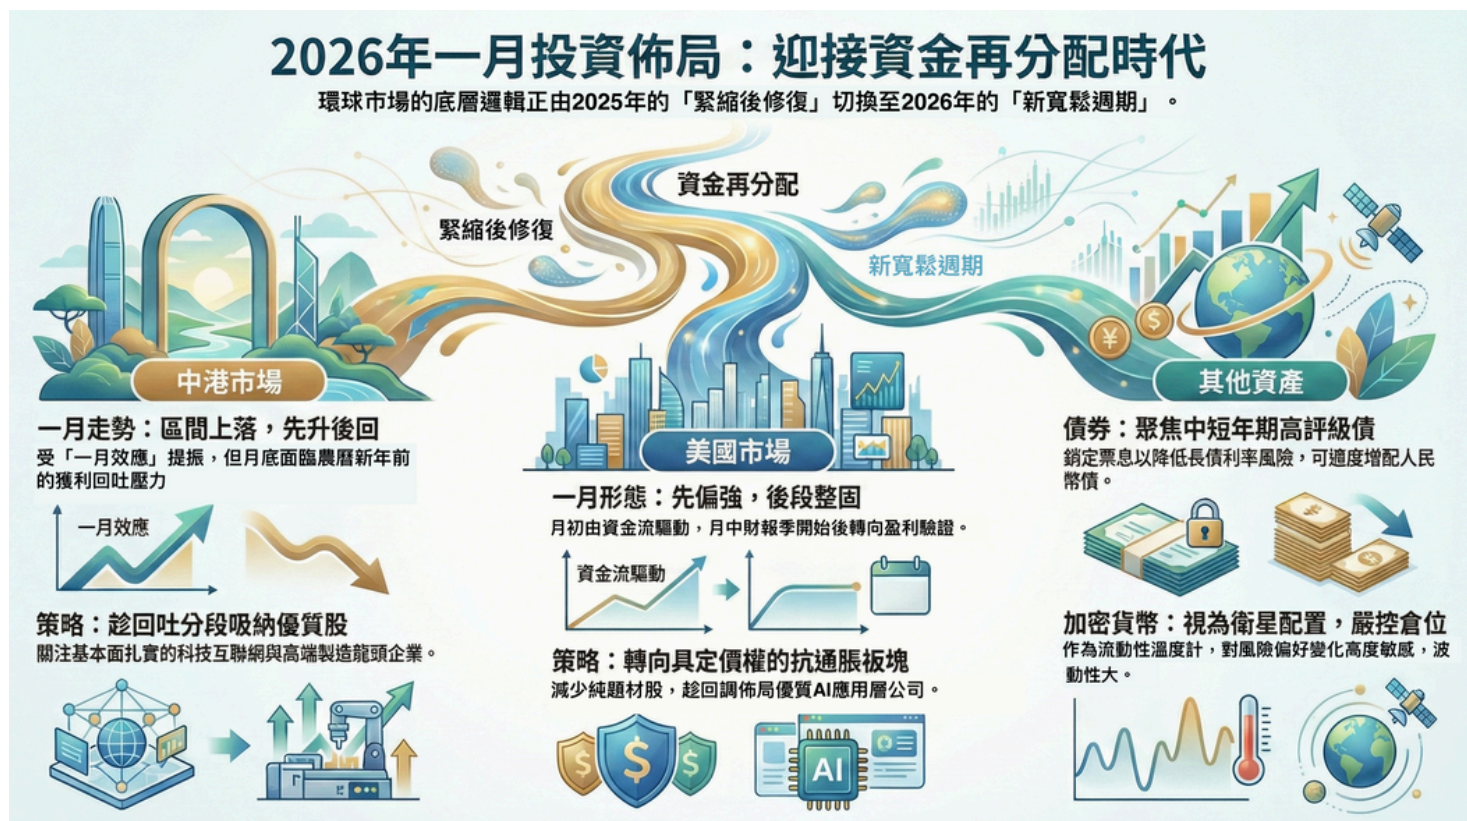 2026年一月投資佈局：迎接資金再分配時代
環球市場的底層邏輯正由2025年的「緊縮後修復」切換至2026年的「新寬鬆週期」。
資金再分配
緊縮後修復
新寬鬆週期
中港市場
一月走勢：區間上落，先升後回
受「一月效應」提振，但月底面臨農曆新年前
的獲利回吐壓力
一月效應
策略：趁回吐分段吸納優質股
關注基本面扎實的科技互聯網與高端製造龍頭企業。
美國市場
一月形態：先偏強，後段整固
月初由資金流驅動，月中財報季開始後轉向盈利驗證。
資金流驅動
策略：轉向具定價權的抗通脹板塊
減少純題材股，趁回調佈局優質AI應用層公司。
$
$
$
AI
¥
$
其他資產
債券：聚焦中短年期高評級債
鎖定票息以降低長債利率風險，可適度增配人民
幣債。
加密貨幣：視為衛星配置，嚴控倉位
作為流動性溫度計，對風險偏好變化高度敏感，波
動性大。